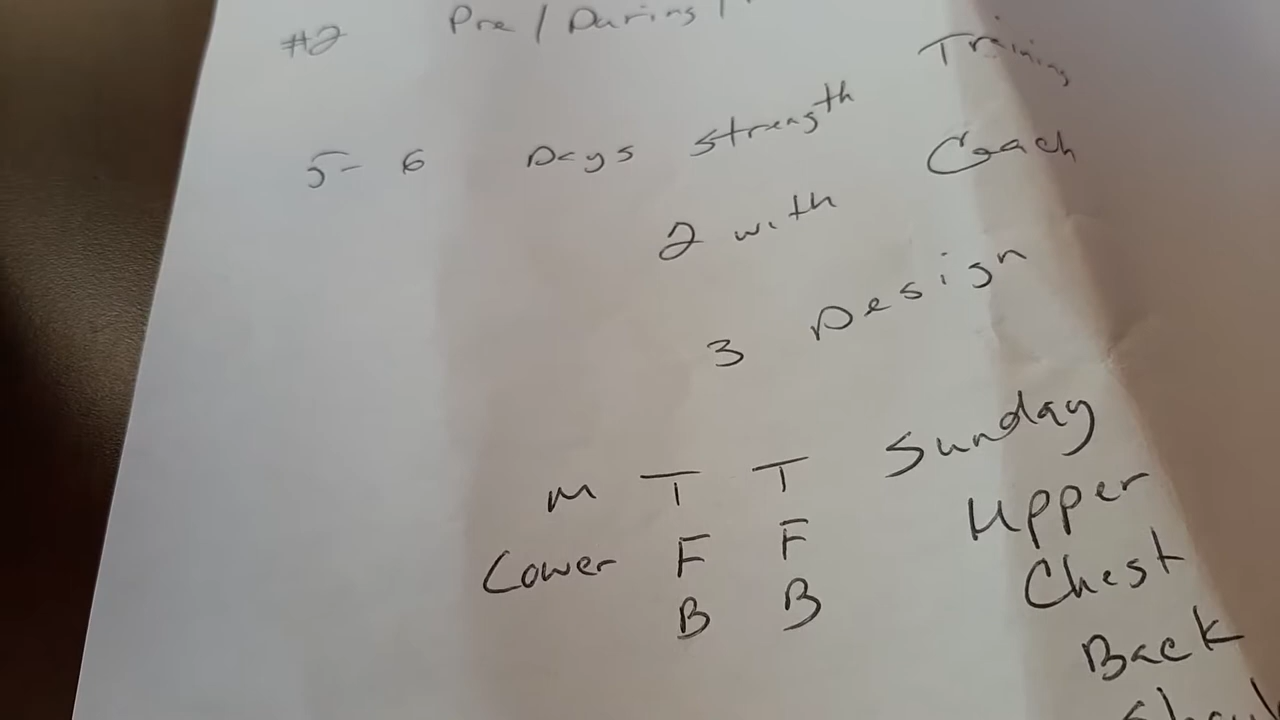 #2 Pre / During /
5-6 Days strength Training
2 with Coach
3 Design
M T T Sunday
Lower F F Upper
B B Chest
Back